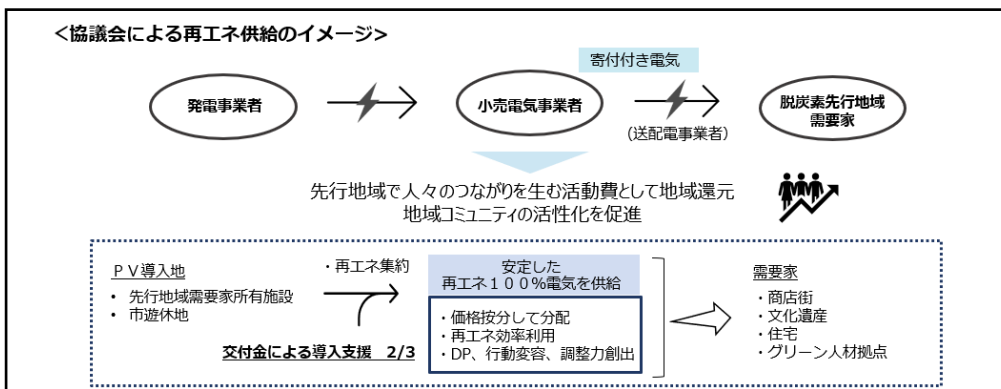 <協議会による再エネ供給のイメージ>
寄付付き電気
発電事業者
小売電気事業者
脱炭素先行地域
需要家
(送配電事業者)
先行地域で人々のつながりを生む活動費として地域還元
地域コミュニティの活性化を促進
ＰＶ導入地
• 先行地域需要家所有施設
• 市遊休地
・再エネ集約
交付金による導入支援 2/3
安定した
再エネ１００%電気を供給
・価格按分して分配
・再エネ効率利用
・DP、行動変容、調整力創出
需要家
・商店街
・文化遺産
・住宅
・グリーン人材拠点